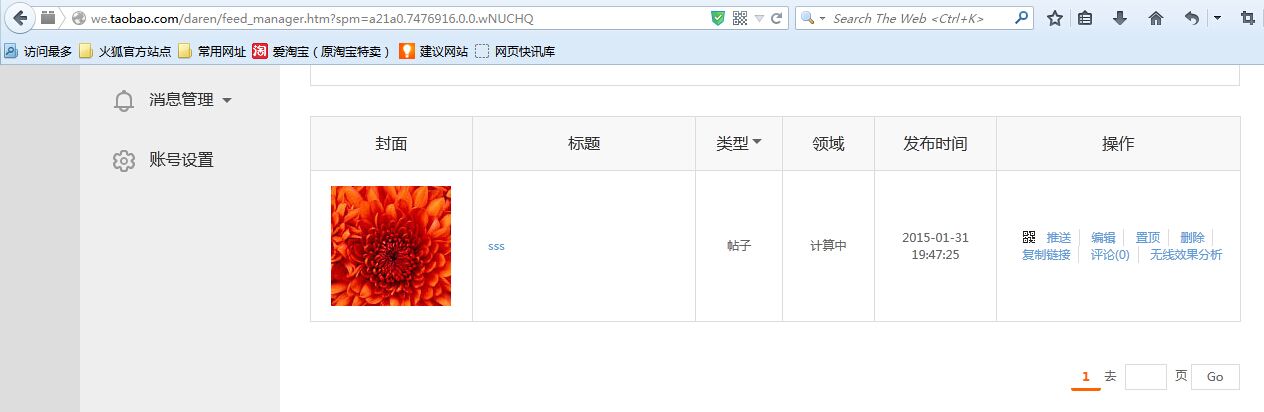 we.taobao.com/daren/feed_manager.htm?spm=a21a0.7476916.0.0.wNUCHQ
Search The Web <Ctrl+K>
访问最多 火狐官方站点 常用网址 淘 爱淘宝（原淘宝特卖） 建议网站 网页快讯库
消息管理
账号设置
封面 标题 类型 领域 发布时间 操作
sss 帖子 计算中 2015-01-31 19:47:25
推送 编辑 置顶 删除
复制链接 评论(0) 无线效果分析
1 去 页 Go